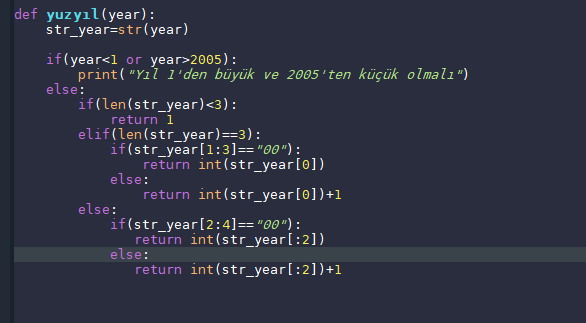 def yuzyıl(year):
    str_year=str(year)

    if(year<1 or year>2005):
        print("Yıl 1'den büyük ve 2005'ten küçük olmalı")
    else:
        if(len(str_year)<3):
            return 1
        elif(len(str_year)==3):
            if(str_year[1:3]=="00"):
                return int(str_year[0])
            else:
                return int(str_year[0])+1
        else:
            if(str_year[2:4]=="00"):
               return int(str_year[:2])
            else:
               return int(str_year[:2])+1